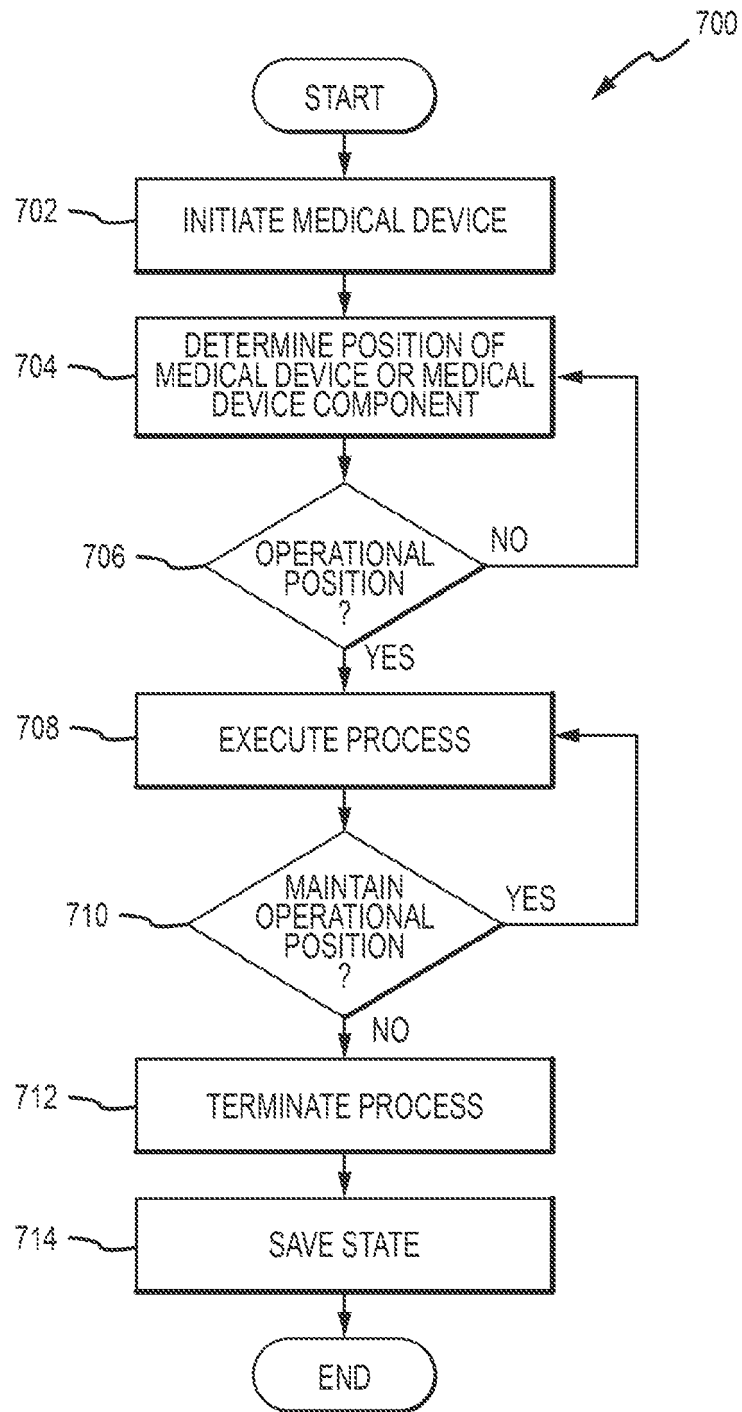 700
START
702
INITIATE MEDICAL DEVICE
704
DETERMINE POSITION OF
MEDICAL DEVICE OR MEDICAL
DEVICE COMPONENT
706
OPERATIONAL
POSITION
?
NO
YES
708
EXECUTE PROCESS
710
MAINTAIN
OPERATIONAL
POSITION
?
YES
NO
712
TERMINATE PROCESS
714
SAVE STATE
END